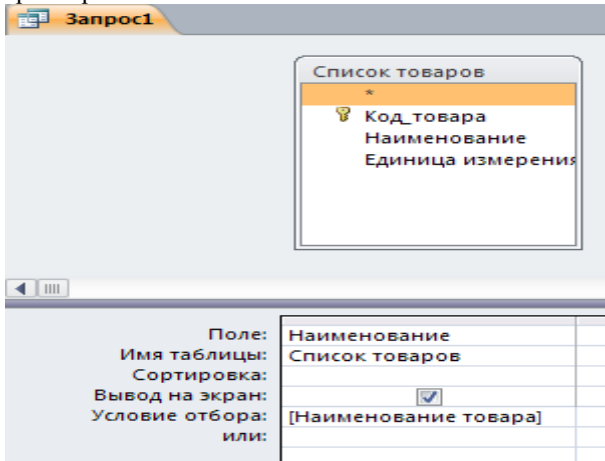 Запрос1
Список товаров
*
Код_товара
Наименование
Единица измерения
Поле: Наименование
Имя таблицы: Список товаров
Сортировка:
Вывод на экран:
Условие отбора: [Наименование товара]
или: